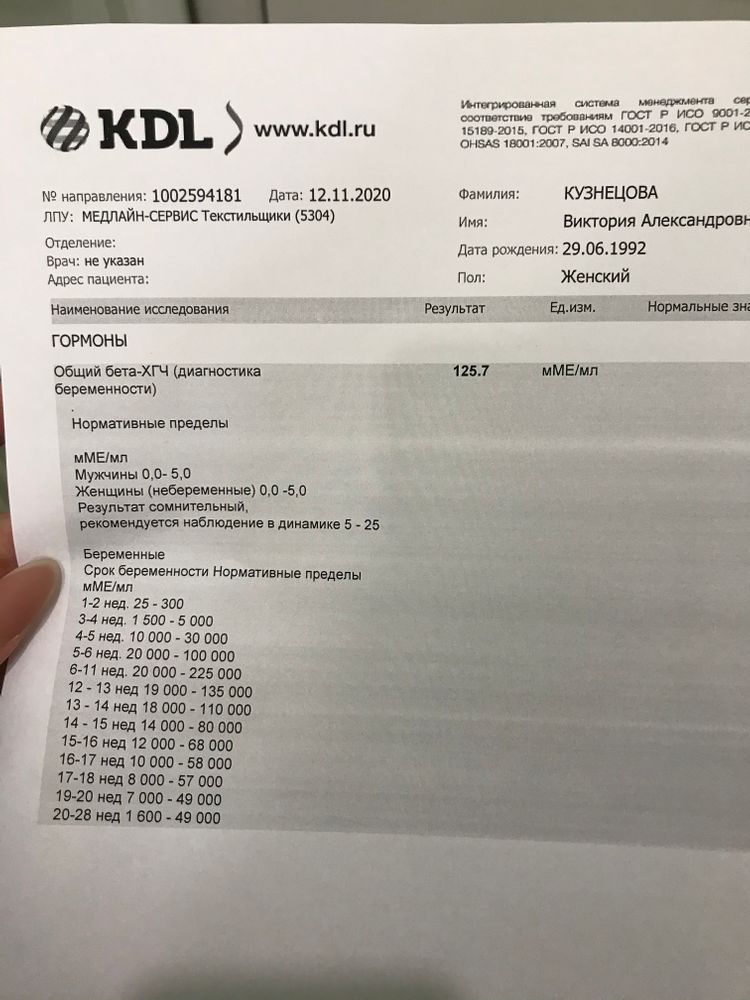 KDL www.kdl.ru
Интегрированная система менеджмента
соответствие требованиям ГОСТ Р ИСО 9001-2
15189-2015, ГОСТ Р ИСО 14001-2016, ГОСТ Р ИС
OHSAS 18001:2007, SAI SA 8000:2014
№ направления: 1002594181 Дата: 12.11.2020
ЛПУ: МЕДЛАЙН-СЕРВИС Текстильщики (5304)
Отделение:
Врач: не указан
Адрес пациента:
Фамилия: КУЗНЕЦОВА
Имя: Виктория Александровн
Дата рождения: 29.06.1992
Пол: Женский
Наименование исследования Результат Ед.изм. Нормальные зна
ГОРМОНЫ
Общий бета-ХГЧ (диагностика 125.7 мМЕ/мл
беременности)
.
Нормативные пределы
мМЕ/мл
Мужчины 0,0- 5,0
Женщины (небеременные) 0,0 -5,0
Результат сомнительный,
рекомендуется наблюдение в динамике 5 - 25
Беременные
Срок беременности Нормативные пределы
мМЕ/мл
1-2 нед. 25 - 300
3-4 нед. 1 500 - 5 000
4-5 нед. 10 000 - 30 000
5-6 нед. 20 000 - 100 000
6-11 нед. 20 000 - 225 000
12 - 13 нед 19 000 - 135 000
13 - 14 нед 18 000 - 110 000
14 - 15 нед 14 000 - 80 000
15-16 нед 12 000 - 68 000
16-17 нед 10 000 - 58 000
17-18 нед 8 000 - 57 000
19-20 нед 7 000 - 49 000
20-28 нед 1 600 - 49 000